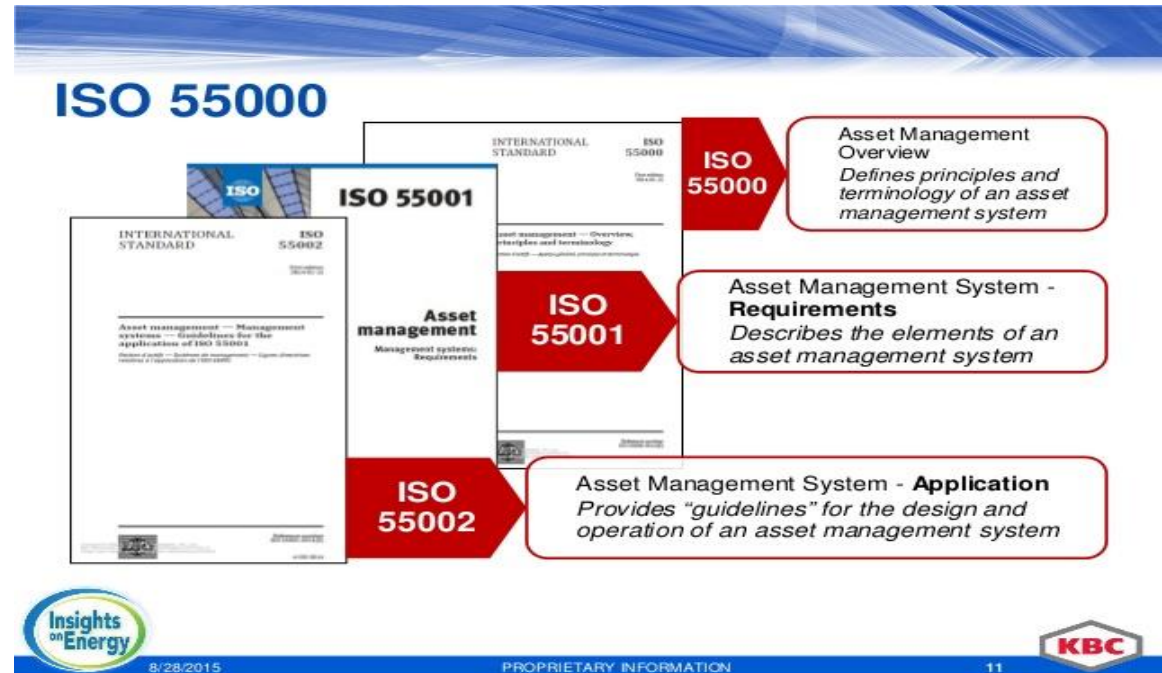 ISO 55000
INTERNATIONAL
STANDARD
ISO
55000
Asset management — Overview,
principles and terminology
ISO
55000
Asset Management
Overview
Defines principles and
terminology of an asset
management system
ISO
ISO 55001
Asset
management
Management systems:
Requirements
ISO
55001
Asset Management System -
Requirements
Describes the elements of an
asset management system
INTERNATIONAL
STANDARD
ISO
55002
Asset management — Management
systems — Guidelines for the
application of ISO 55001
ISO
55002
Asset Management System - Application
Provides “guidelines” for the design and
operation of an asset management system
Insights
on Energy
8/28/2015
PROPRIETARY INFORMATION
11
KBC